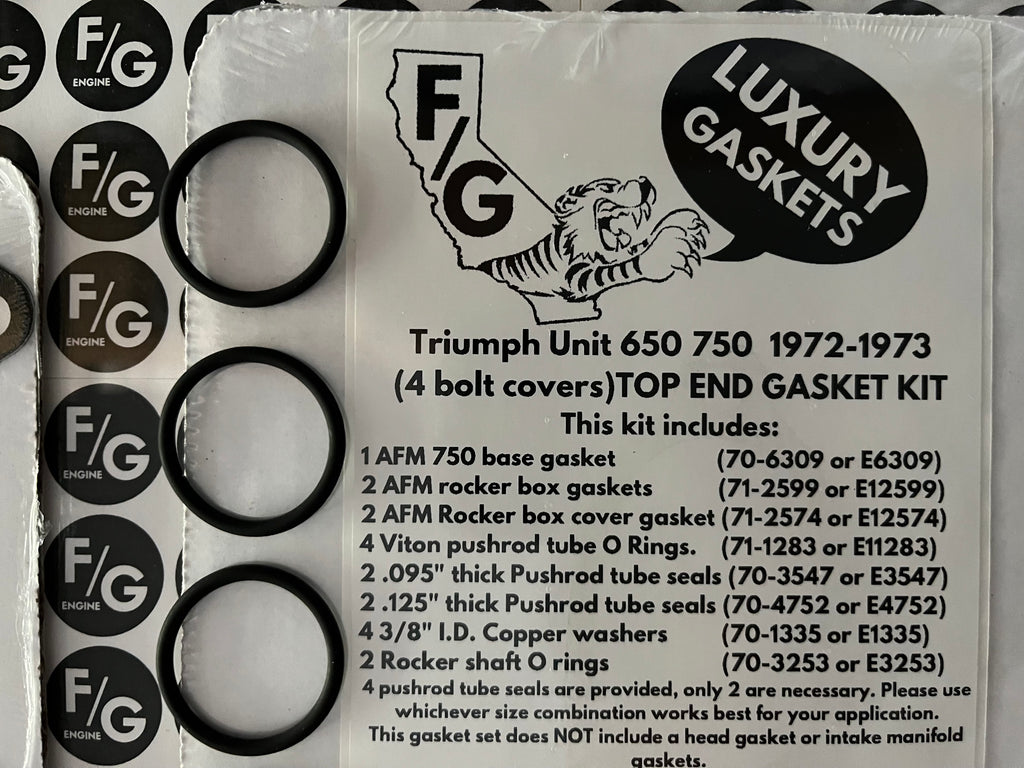 F/G
ENGINE
F/G
ENGINE
F/G
ENGINE
F/G
ENGINE
F/G
ENGINE
F/G
ENGINE
G
F/G
LUXURY
GASKETS
Triumph Unit 650 750 1972-1973
(4 bolt covers)TOP END GASKET KIT
This kit includes:
1 AFM 750 base gasket (70-6309 or E6309)
2 AFM rocker box gaskets (71-2599 or E12599)
2 AFM Rocker box cover gasket (71-2574 or E12574)
4 Viton pushrod tube O Rings. (71-1283 or E11283)
2 .095" thick Pushrod tube seals (70-3547 or E3547)
2 .125" thick Pushrod tube seals (70-4752 or E4752)
4 3/8" I.D. Copper washers (70-1335 or E1335)
2 Rocker shaft O rings (70-3253 or E3253)
4 pushrod tube seals are provided, only 2 are necessary. Please use
whichever size combination works best for your application.
This gasket set does NOT include a head gasket or intake manifold
gaskets.